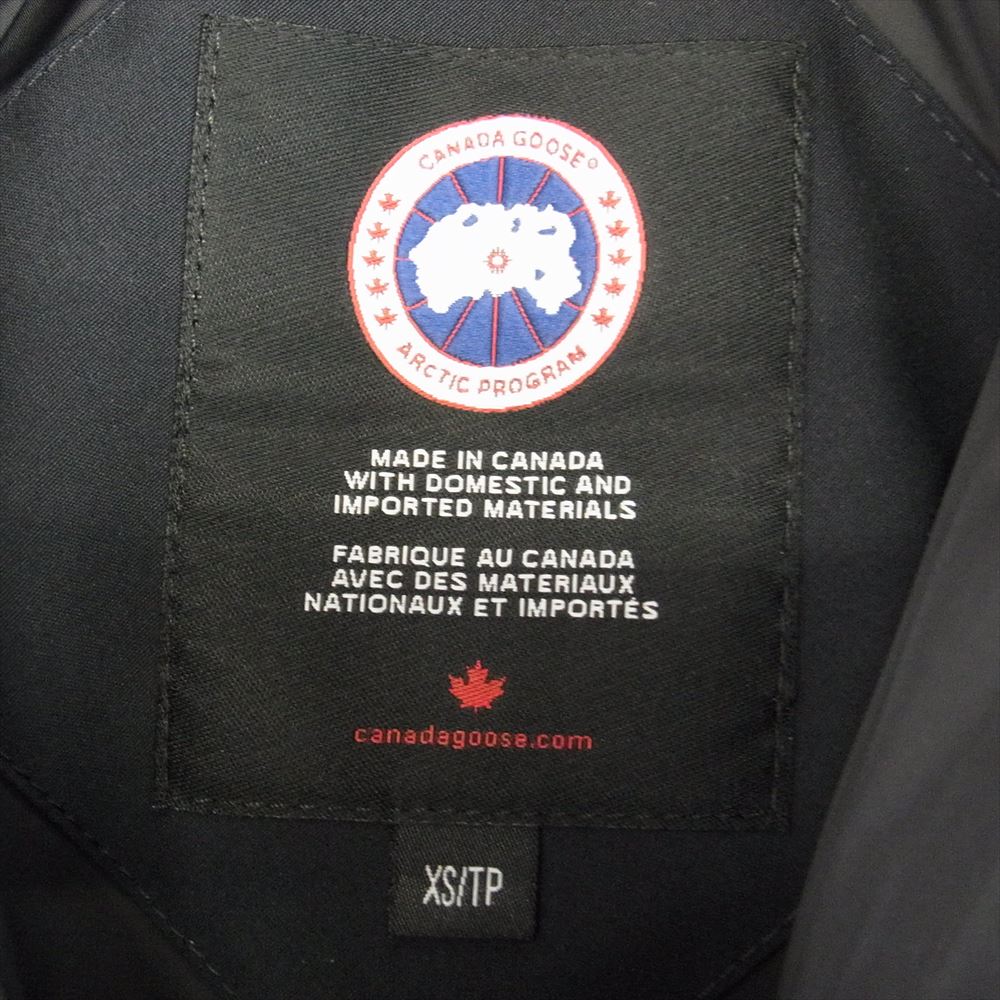 CANADA GOOSE®
ARCTIC PROGRAM
MADE IN CANADA
WITH DOMESTIC AND
IMPORTED MATERIALS
FABRIQUE AU CANADA
AVEC DES MATERIAUX
NATIONAUX ET IMPORTÉS
canadagoose.com
XS/TP